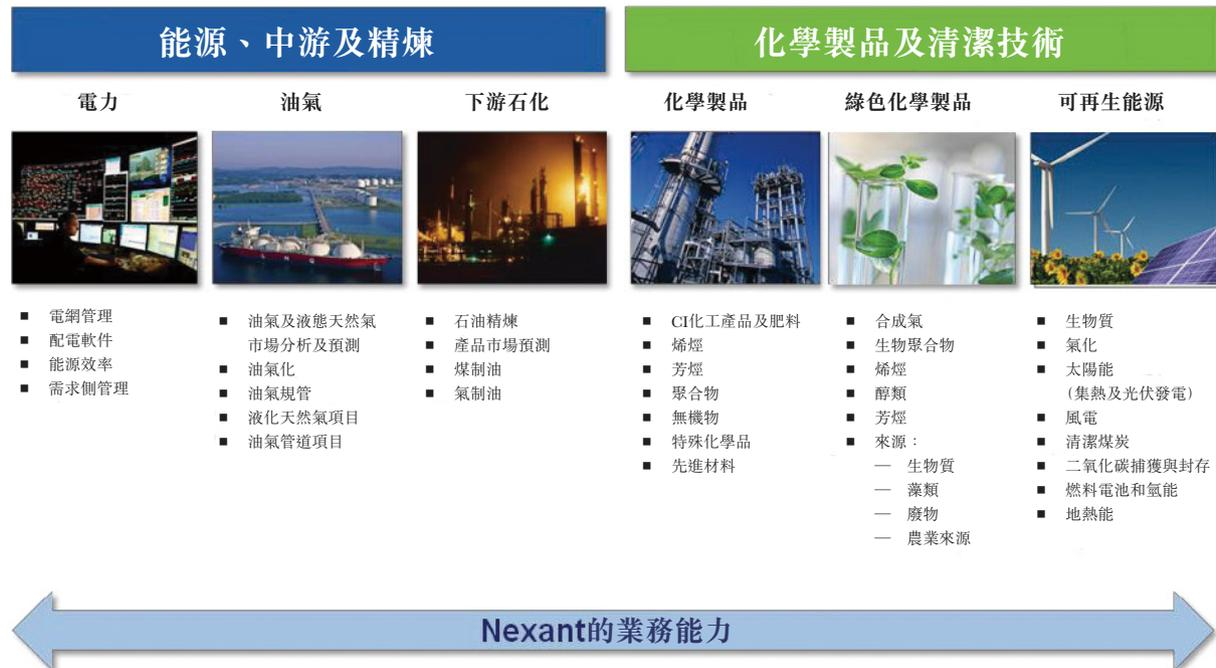 能源、中游及精煉
化學製品及清潔技術
電力
油氣
下游石化
化學製品
綠色化學製品
可再生能源
■ 電網管理
■ 配電軟件
■ 能源效率
■ 需求側管理
■ 油氣及液態天然氣
市場分析及預測
■ 油氣化
■ 油氣規管
■ 液化天然氣項目
■ 油氣管道項目
■ 石油精煉
■ 產品市場預測
■ 煤制油
■ 氣制油
■ CI化工產品及肥料
■ 烯烴
■ 芳烴
■ 聚合物
■ 無機物
■ 特殊化學品
■ 先進材料
■ 合成氣
■ 生物聚合物
■ 烯烴
■ 醇類
■ 芳烴
■ 來源：
— 生物質
— 藻類
— 廢物
— 農業來源
■ 生物質
■ 氣化
■ 太陽能
（集熱及光伏發電）
■ 風電
■ 清潔煤炭
■ 二氧化碳捕獲與封存
■ 燃料電池和氫能
■ 地熱能
LNG
Nexant的業務能力